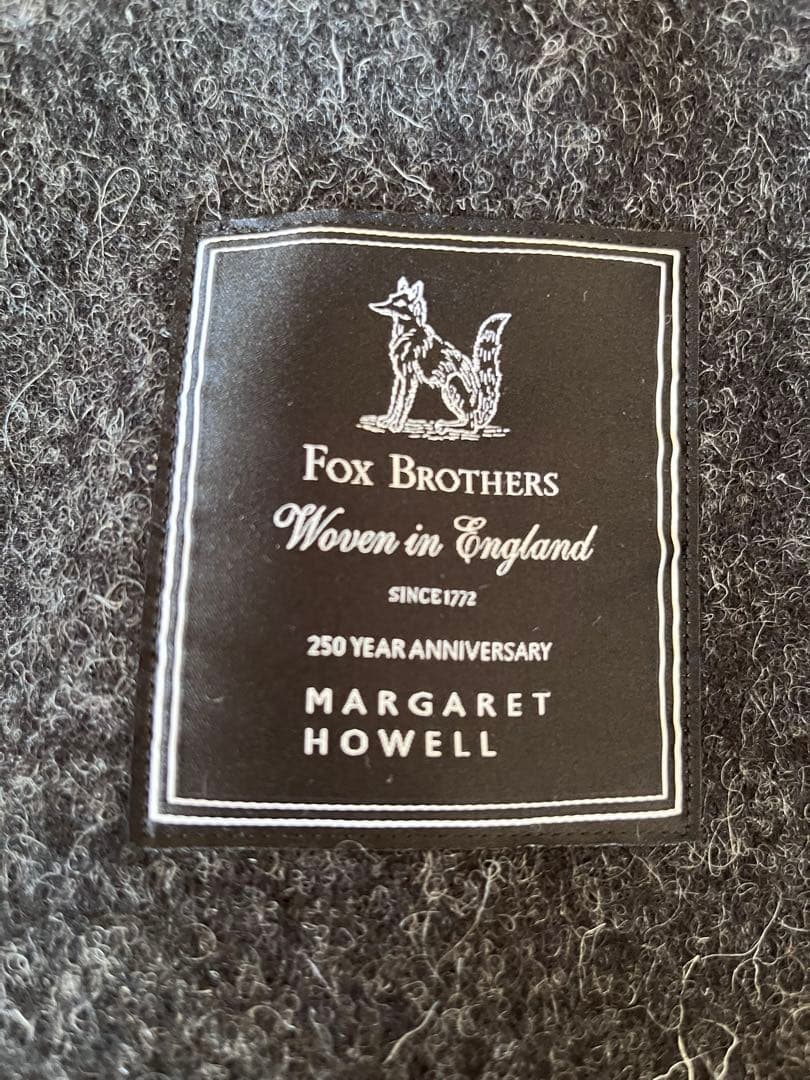 FOX BROTHERS
Woven in England
SINCE 1772
250 YEAR ANNIVERSARY
MARGARET
HOWELL